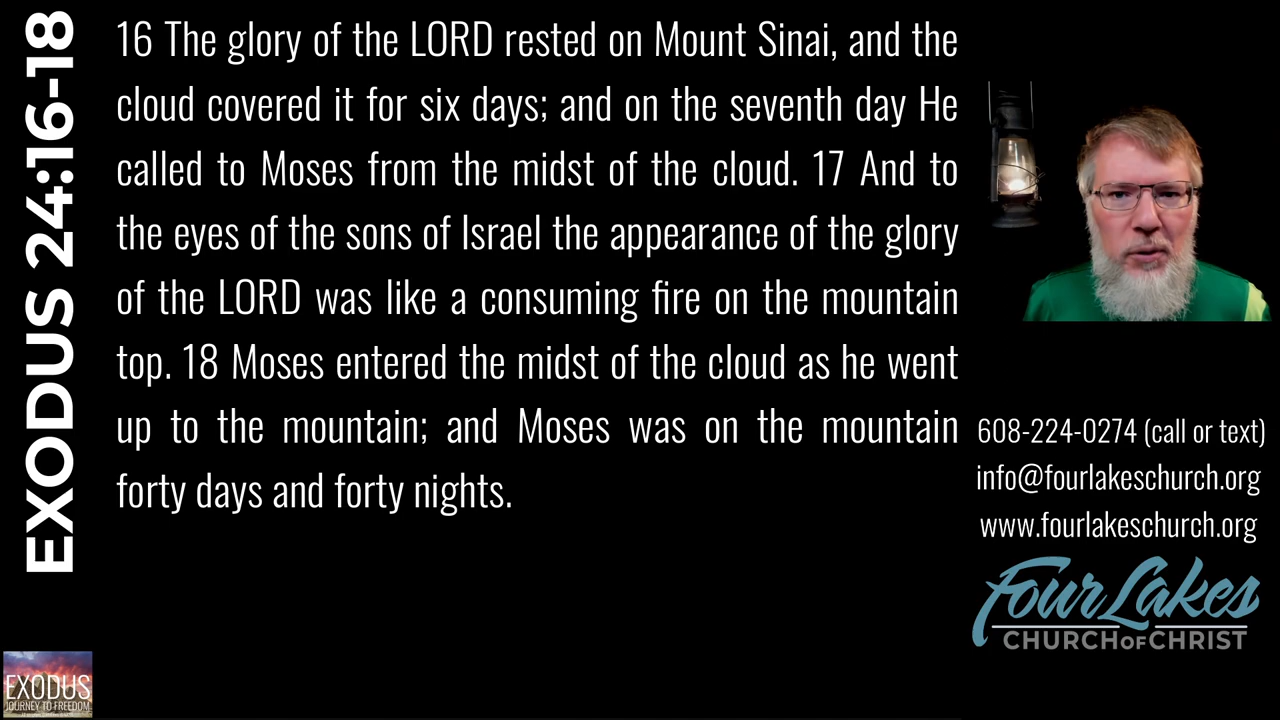 EXODUS 24:16-18
16 The glory of the LORD rested on Mount Sinai, and the
cloud covered it for six days; and on the seventh day He
called to Moses from the midst of the cloud. 17 And to
the eyes of the sons of Israel the appearance of the glory
of the LORD was like a consuming fire on the mountain
top. 18 Moses entered the midst of the cloud as he went
up to the mountain; and Moses was on the mountain
forty days and forty nights.
608-224-0274 (call or text)
info@fourlakeschurch.org
www.fourlakeschurch.org
Four Lakes
CHURCH OF CHRIST
EXODUS
JOURNEY TO FREEDOM